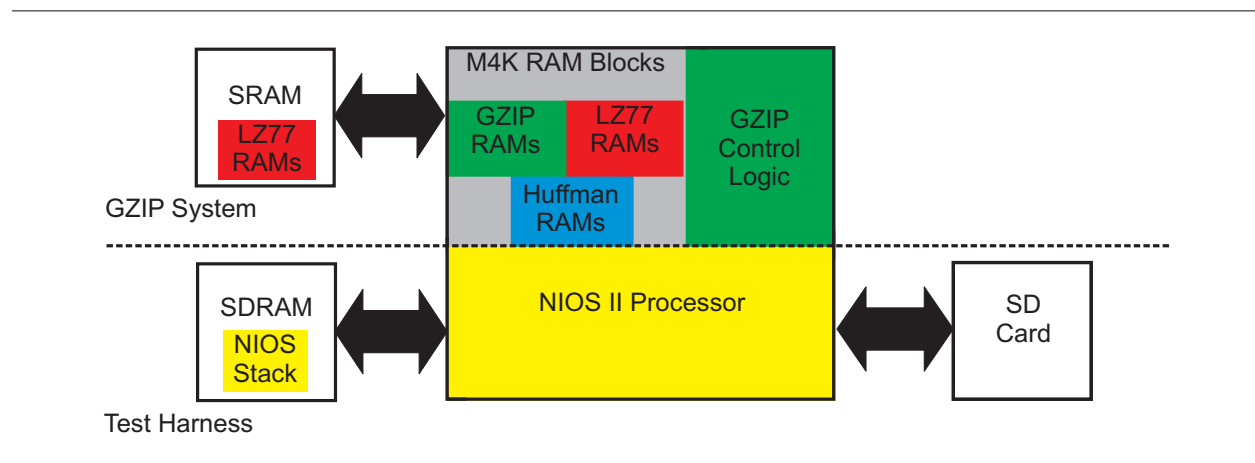 M4K RAM Blocks
SRAM
LZ77
RAMs
GZIP
RAMs
LZ77
RAMs
GZIP
Control
Logic
Huffman
RAMs
GZIP System
SDRAM
NIOS
Stack
NIOS II Processor
SD
Card
Test Harness